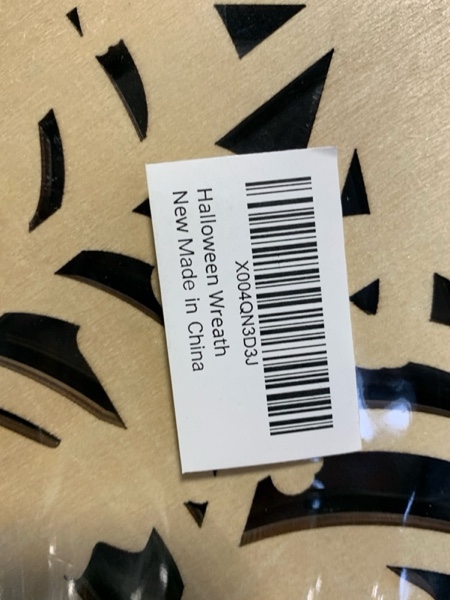 X004QN3D3J
Halloween Wreath
New Made in China